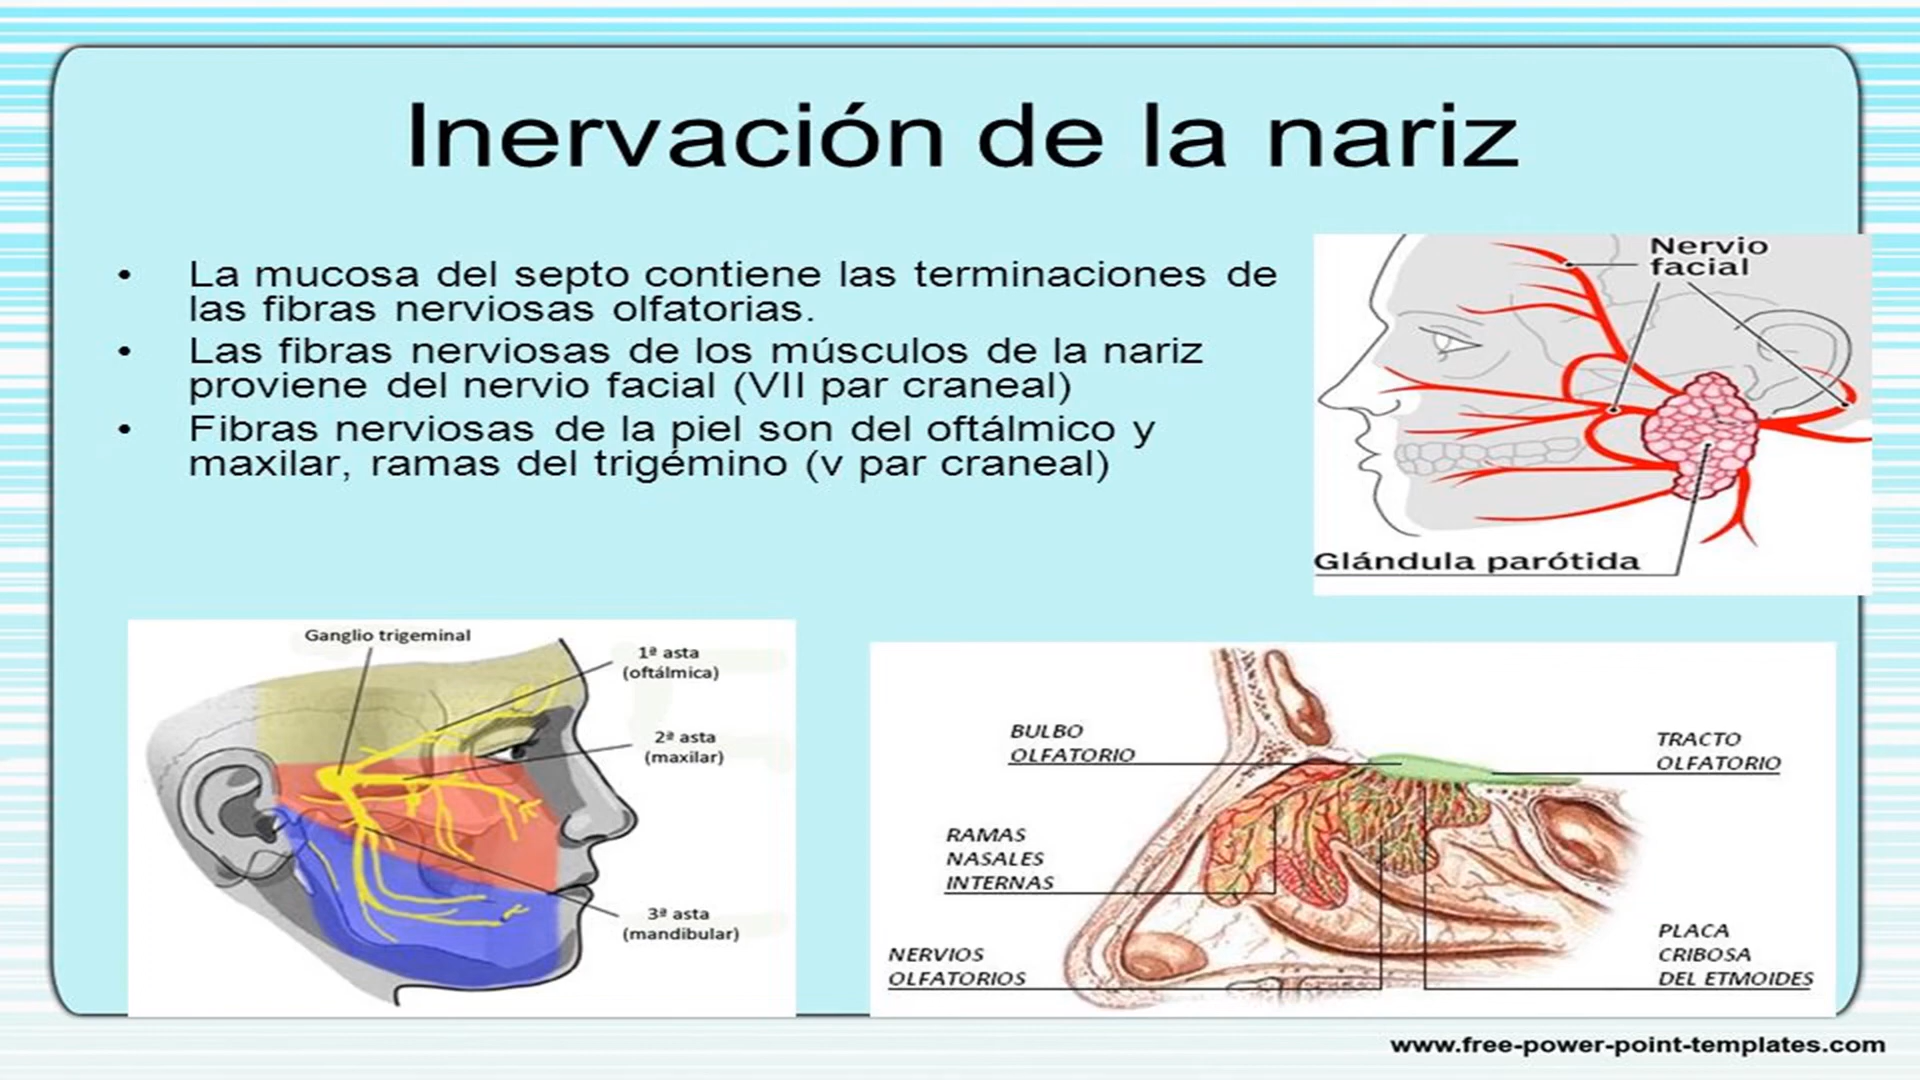 Inervación de la nariz
• La mucosa del septo contiene las terminaciones de
las fibras nerviosas olfatorias.
• Las fibras nerviosas de los músculos de la nariz
proviene del nervio facial (VII par craneal)
• Fibras nerviosas de la piel son del oftálmico y
maxilar, ramas del trigémino (v par craneal)
Nervio
facial
Glándula parótida
Ganglio trigeminal
1ª asta
(oftálmica)
2ª asta
(maxilar)
3ª asta
(mandibular)
BULBO
OLFATORIO
TRACTO
OLFATORIO
RAMAS
NASALES
INTERNAS
NERVIOS
OLFATORIOS
PLACA
CRIBOSA
DEL ETMOIDES
www.free-power-point-templates.com